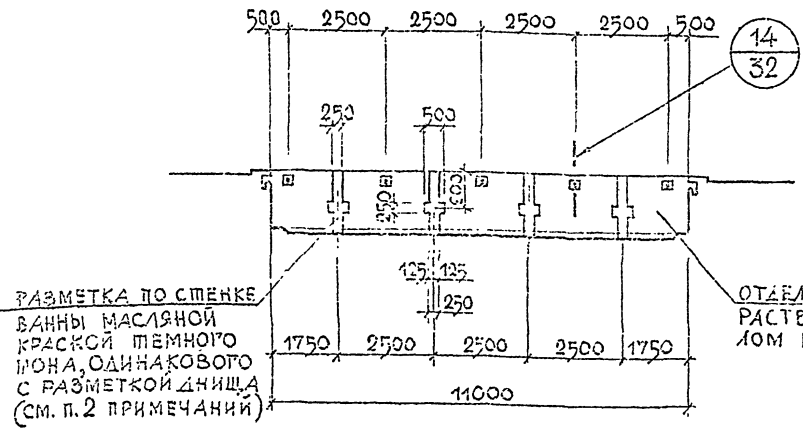 500 2500 2500 2500 2500 500
14
32
250 500
250 300
125 125
250
РАЗМЕТКА ПО СТЕНКЕ
ВАННЫ МАСЛЯНОЙ
КРАСКОЙ ТЕМНОГО
ТОНА, ОДИНАКОВОГО
С РАЗМЕТКОЙ ДНИЩА
(СМ. П.2 ПРИМЕЧАНИЙ)
ОТДЕЛ
РАСТВ
ЛОМ
1750 2500 2500 2500 1750
11000